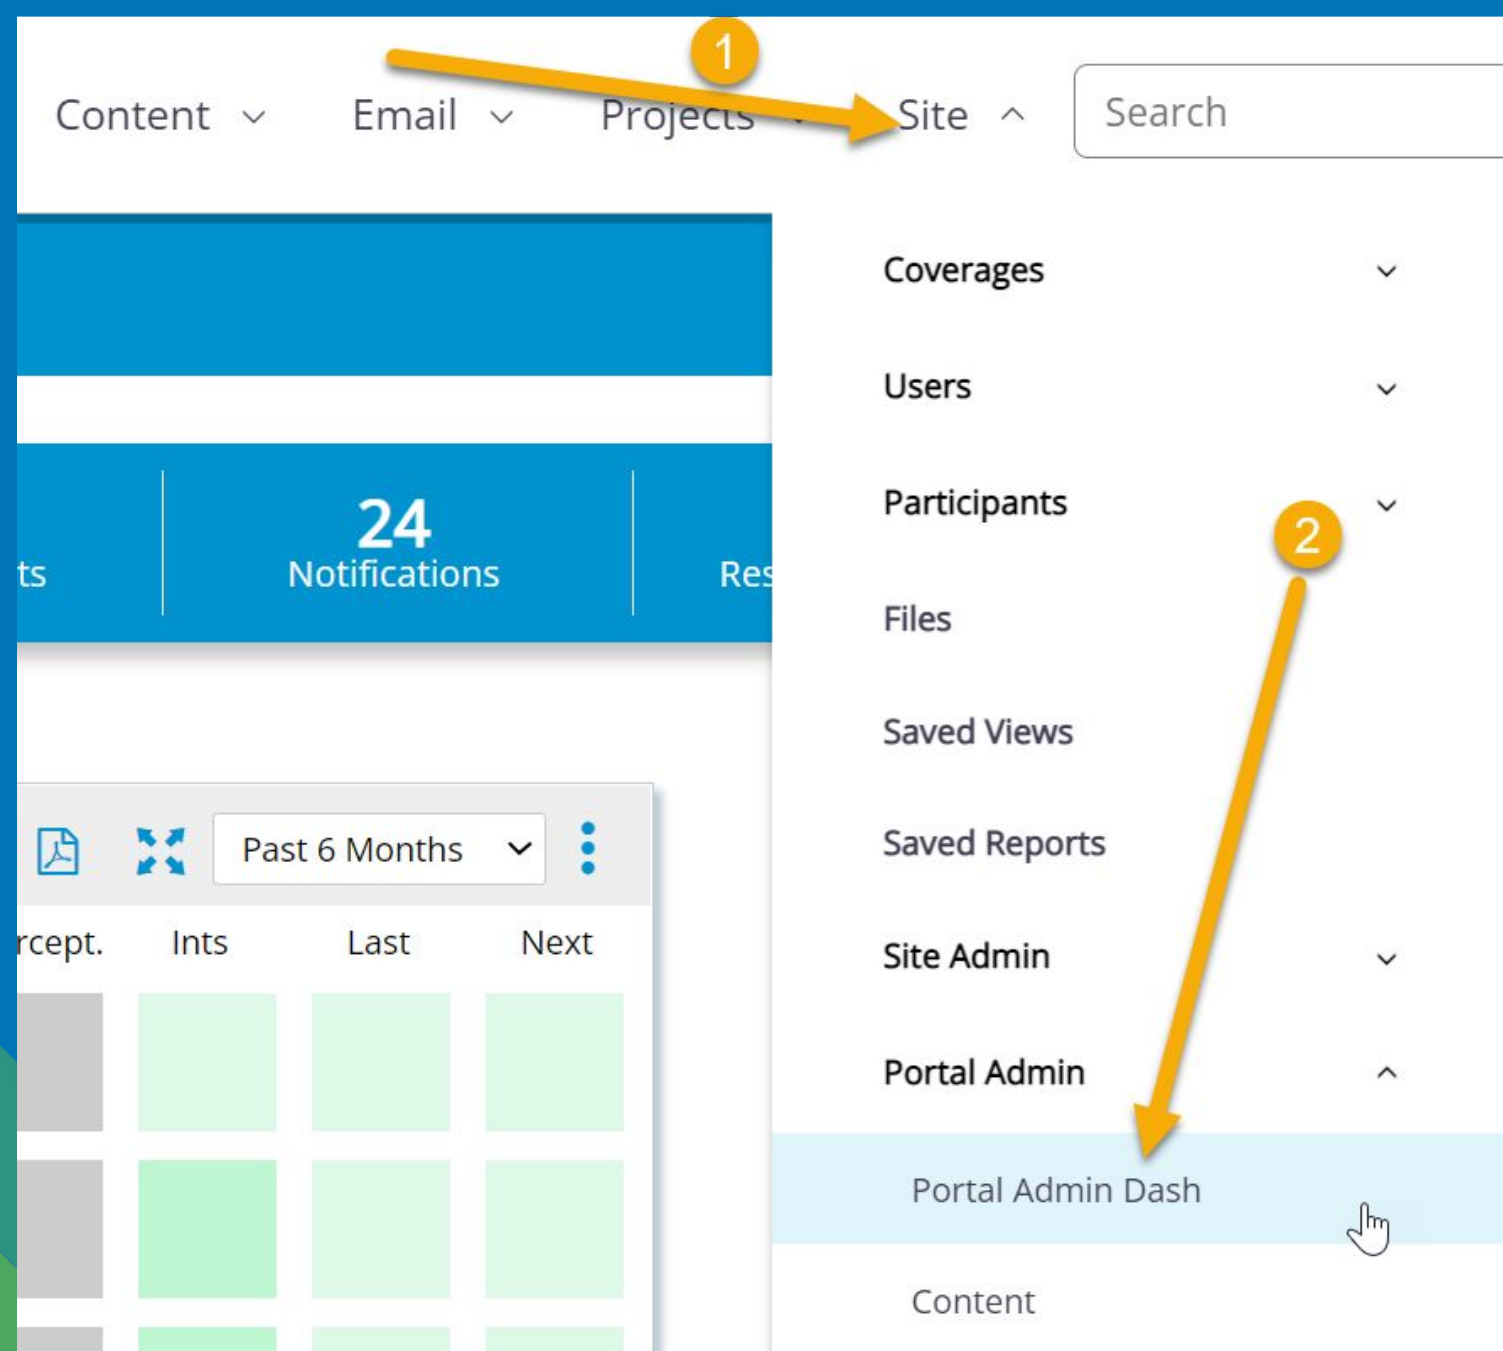 1
Content Email Projects Site Search
Coverages
Users
24
Notifications
ts
Res
Participants
2
Files
Saved Views
Saved Reports
Past 6 Months
rcept. Ints Last Next
Site Admin
Portal Admin
Portal Admin Dash
Content